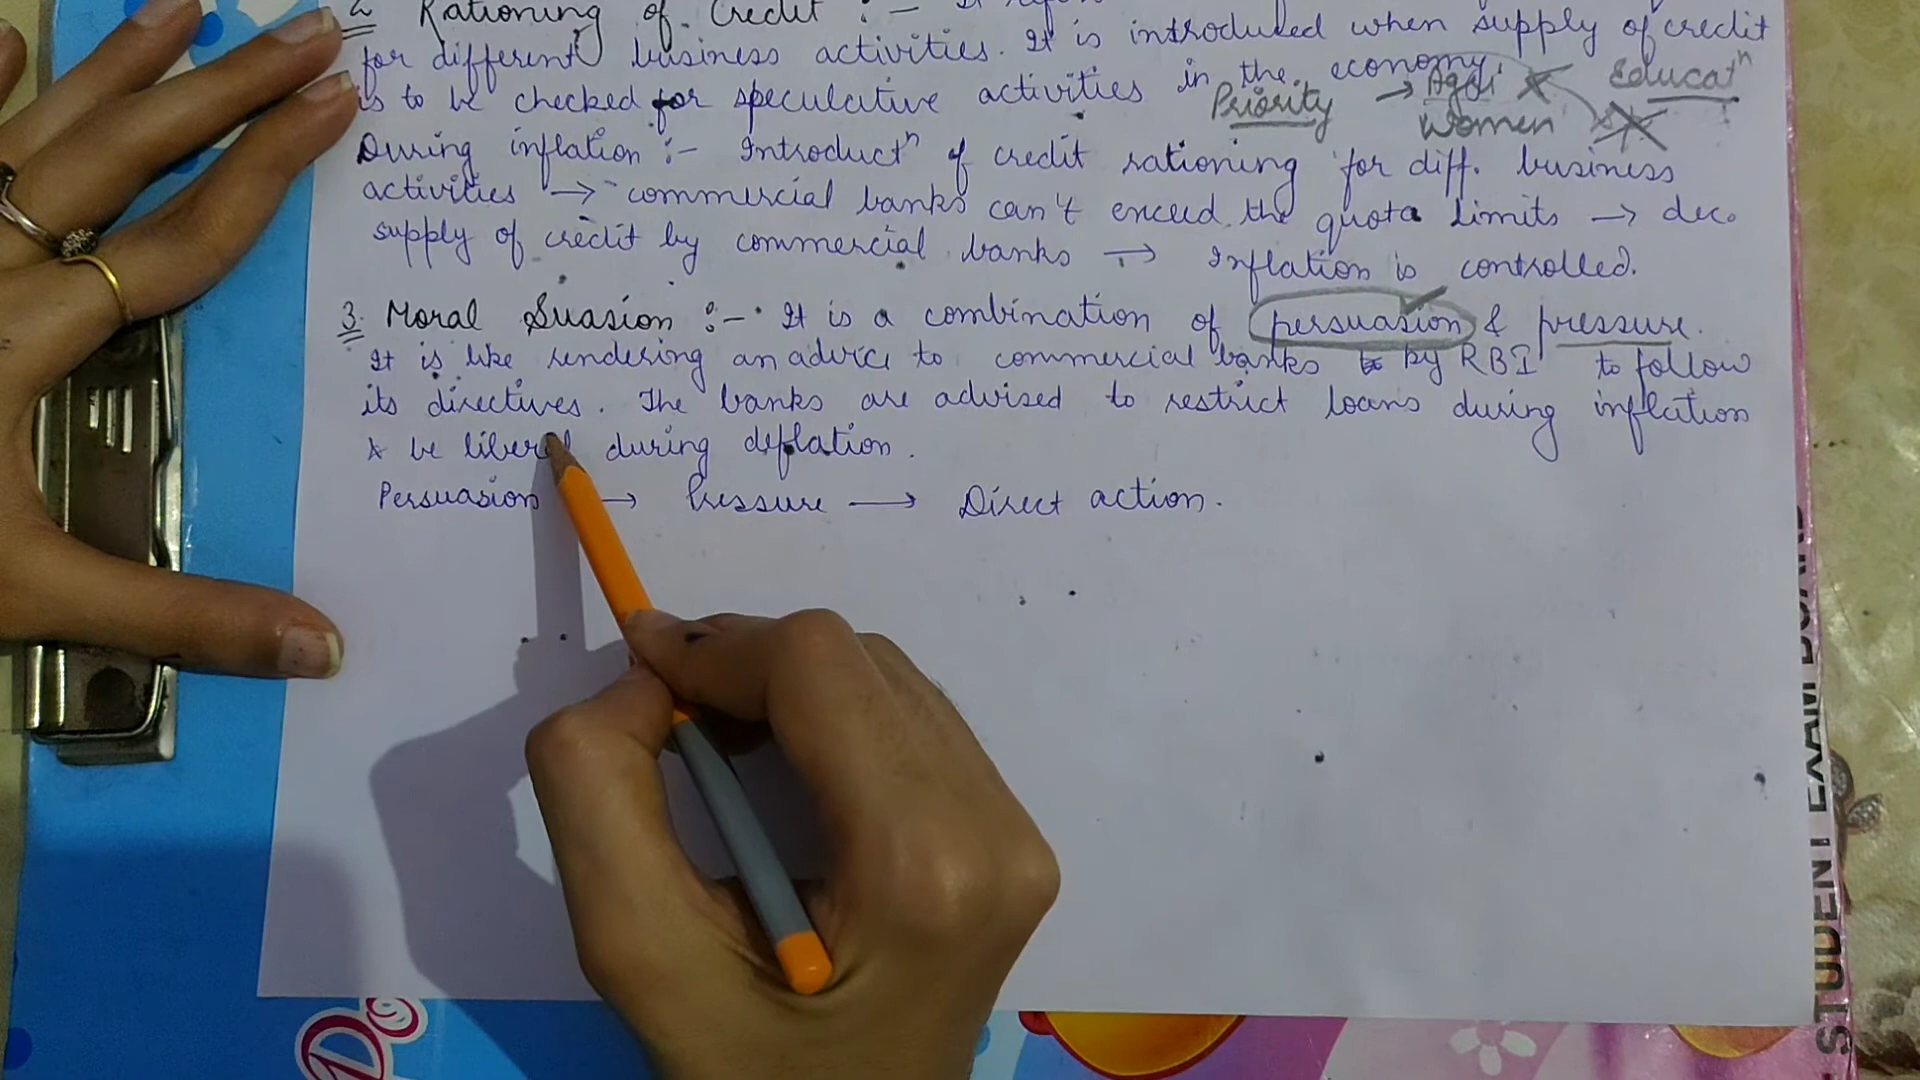 2 Rationing of Credit :-
for different business activities. It is introduced when supply of credit
is to be checked for speculative activities in the economy.
Priority → Agri Educatⁿ
Women
During inflation :- Introductⁿ of credit rationing for diff. business
activities → commercial banks can't exceed the quota limits → dec.
supply of credit by commercial banks → Inflation is controlled.
3. Moral Suasion :- It is a combination of persuasion & pressure.
It is like rendering an advice to commercial banks by RBI to follow
its directives. The banks are advised to restrict loans during inflation
& be liberal during deflation.
Persuasion → Pressure → Direct action.
STUDENT EXAM BOARD